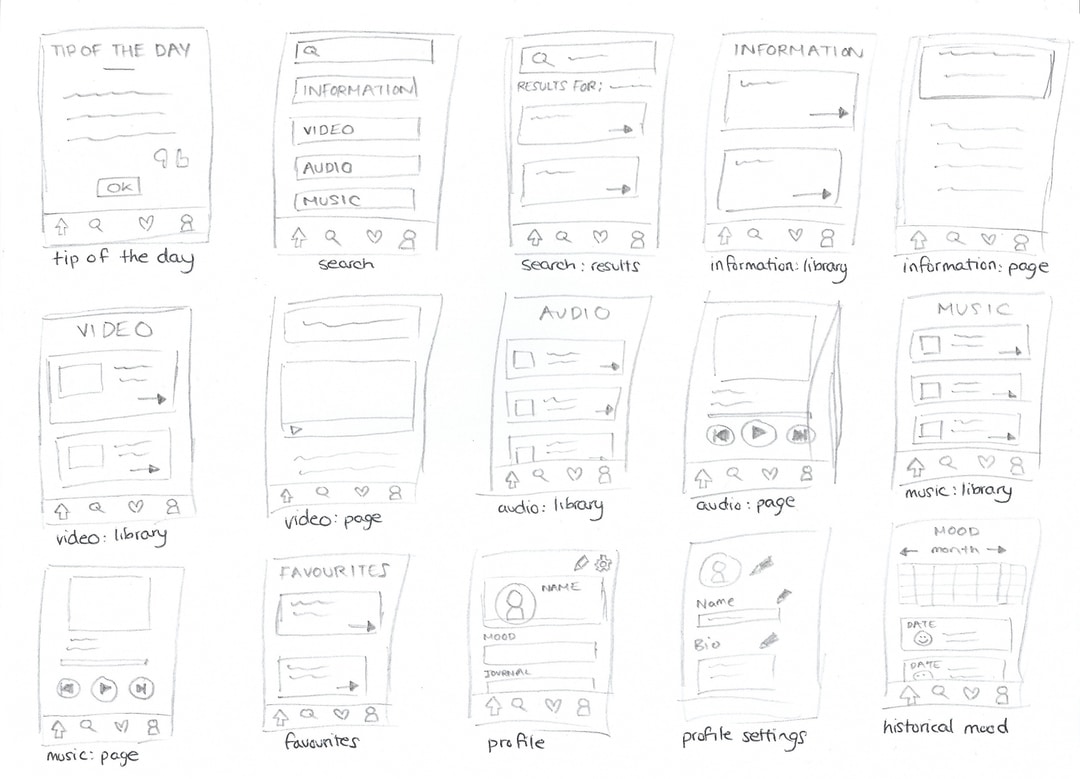 TIP OF THE DAY
OK
tip of the day
INFORMATION
VIDEO
AUDIO
MUSIC
search
RESULTS FOR:
search: results
INFORMATION
information: library
information: page
VIDEO
video: library
video: page
AUDIO
audio: library
audio: page
MUSIC
music: library
music: page
FAVOURITES
favourites
NAME
MOOD
JOURNAL
profile
Name
Bio
profile settings
MOOD
month
DATE
DATE
historical mood